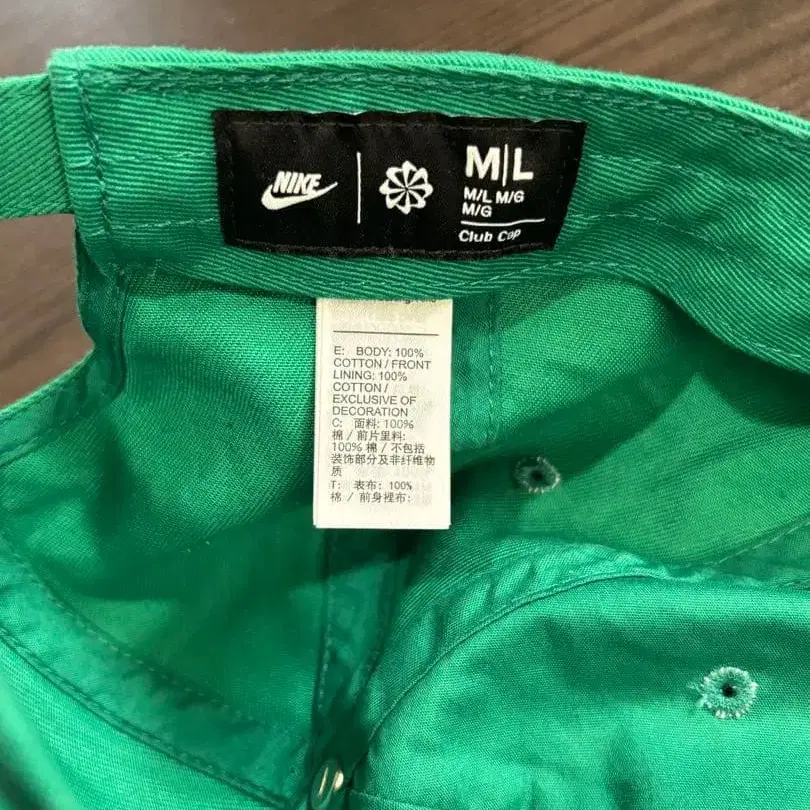 NIKE
M|L
M/L M/G
M/G
Club Cap
E: BODY: 100%
COTTON / FRONT
LINING: 100%
COTTON /
EXCLUSIVE OF
DECORATION
C: 面料: 100%
棉 / 前片里料:
100% 棉 / 不包括
装饰部分及非纤维物
质
T: 表布: 100%
棉 / 前身裡布: